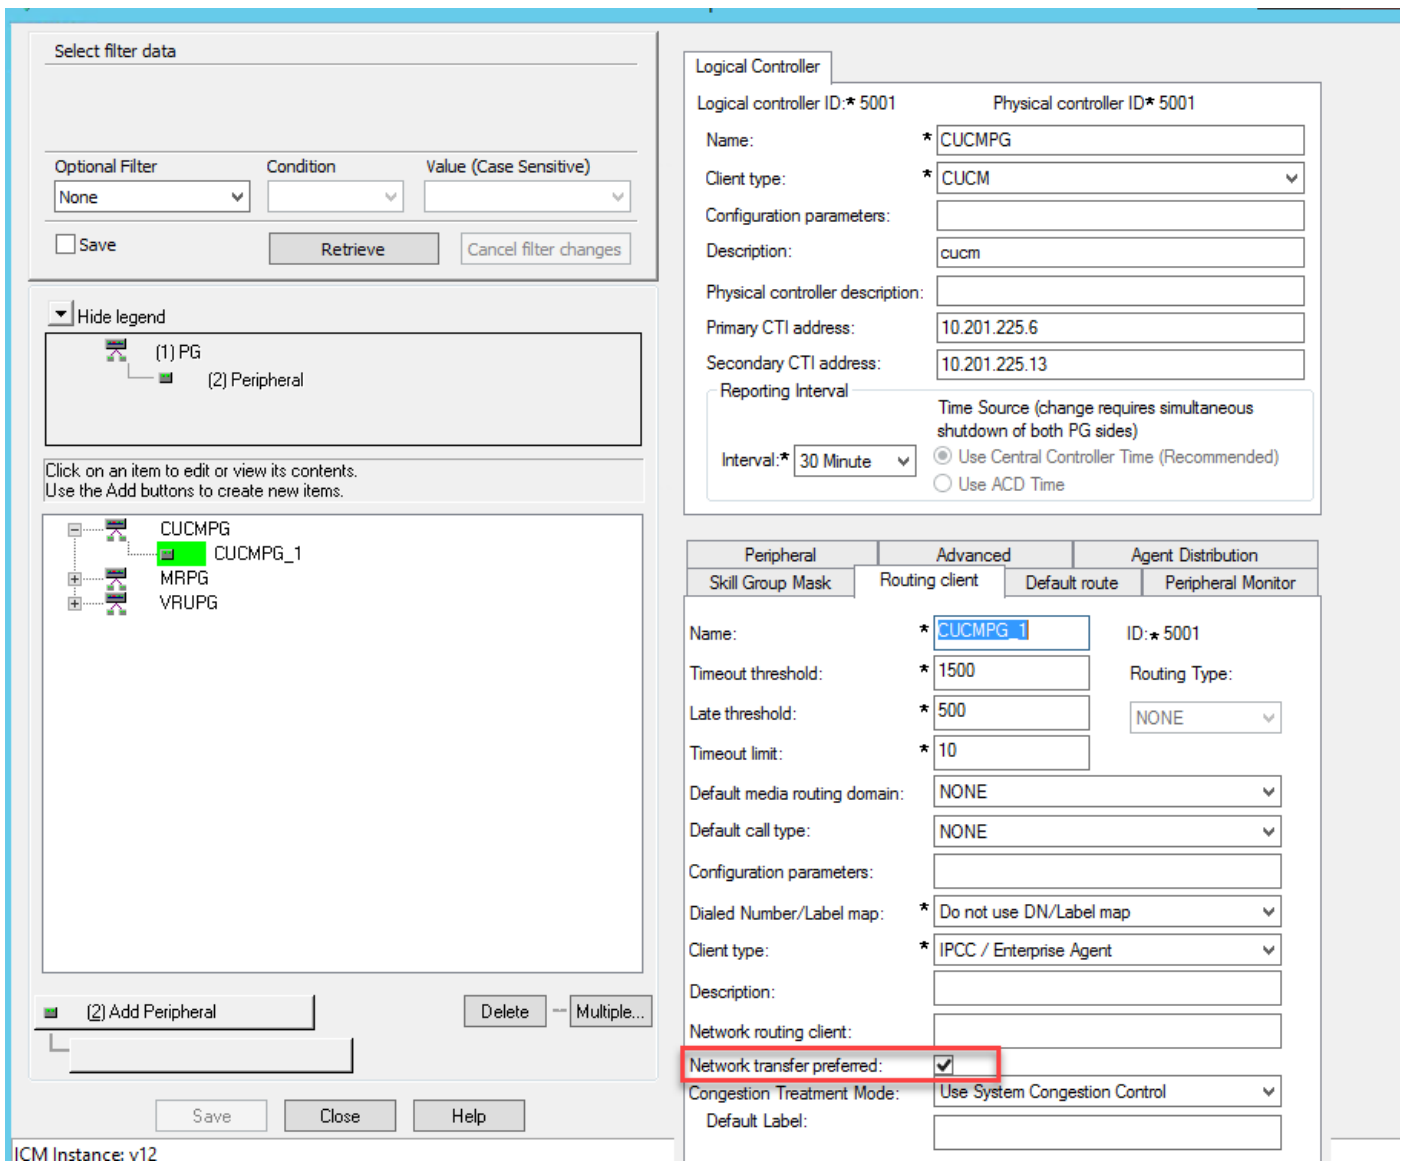 Select filter data
Optional Filter Condition Value (Case Sensitive)
None
Save Retrieve Cancel filter changes
Hide legend
(1) PG
(2) Peripheral
Click on an item to edit or view its contents.
Use the Add buttons to create new items.
CUCMPG
CUCMPG_1
MRPG
VRUPG
(2) Add Peripheral Delete Multiple...
Save Close Help
ICM Instance: v12
Logical Controller
Logical controller ID:* 5001 Physical controller ID* 5001
Name: * CUCMPG
Client type: * CUCM
Configuration parameters:
Description: cucm
Physical controller description:
Primary CTI address: 10.201.225.6
Secondary CTI address: 10.201.225.13
Reporting Interval
Time Source (change requires simultaneous
shutdown of both PG sides)
Interval:* 30 Minute Use Central Controller Time (Recommended)
Use ACD Time
Peripheral Advanced Agent Distribution
Skill Group Mask Routing client Default route Peripheral Monitor
Name: * CUCMPG_1 ID:* 5001
Timeout threshold: * 1500 Routing Type:
Late threshold: * 500 NONE
Timeout limit: * 10
Default media routing domain: NONE
Default call type: NONE
Configuration parameters:
Dialed Number/Label map: * Do not use DN/Label map
Client type: * IPCC / Enterprise Agent
Description:
Network routing client:
Network transfer preferred:
Congestion Treatment Mode: Use System Congestion Control
Default Label: